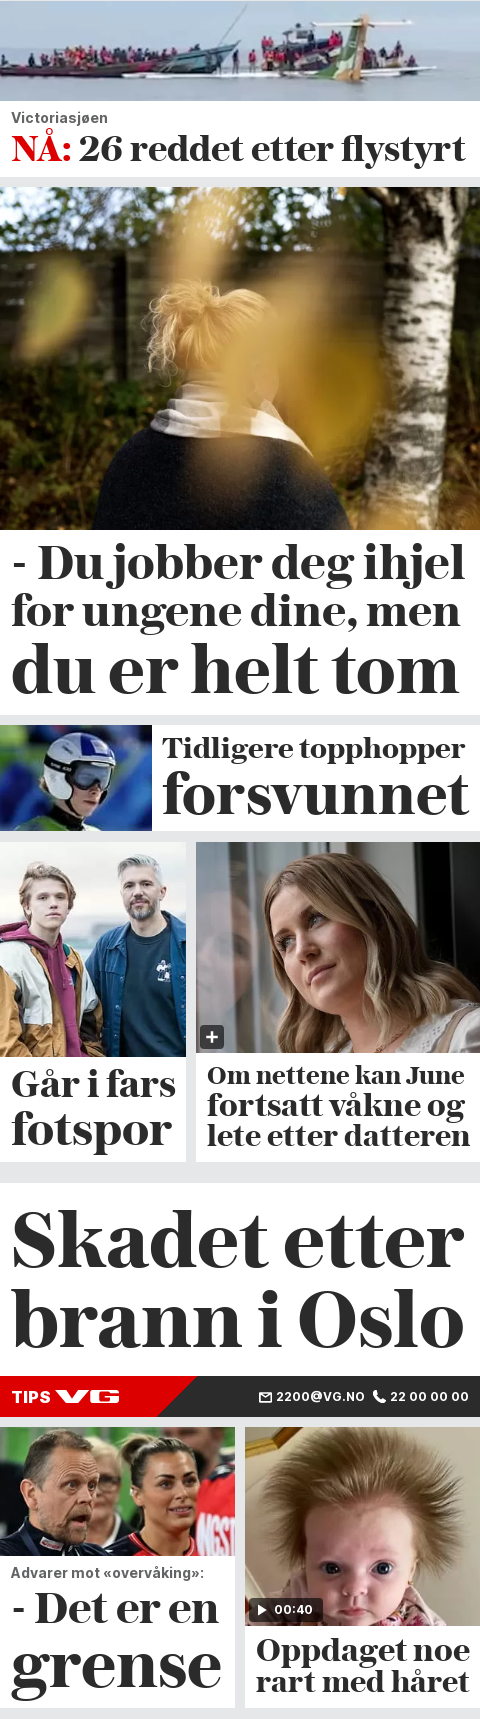 Victoriasjøen
NÅ: 26 reddet etter flystyrt
- Du jobber deg ihjel
for ungene dine, men
du er helt tom
Tidligere topphopper
forsvunnet
Går i fars
fotspor
Om nettene kan June
fortsatt våkne og
lete etter datteren
Skadet etter
brann i Oslo
TIPS VG 2200@VG.NO 22 00 00 00
Advarer mot «overvåking»:
- Det er en
grense
00:40
Oppdaget noe
rart med håret